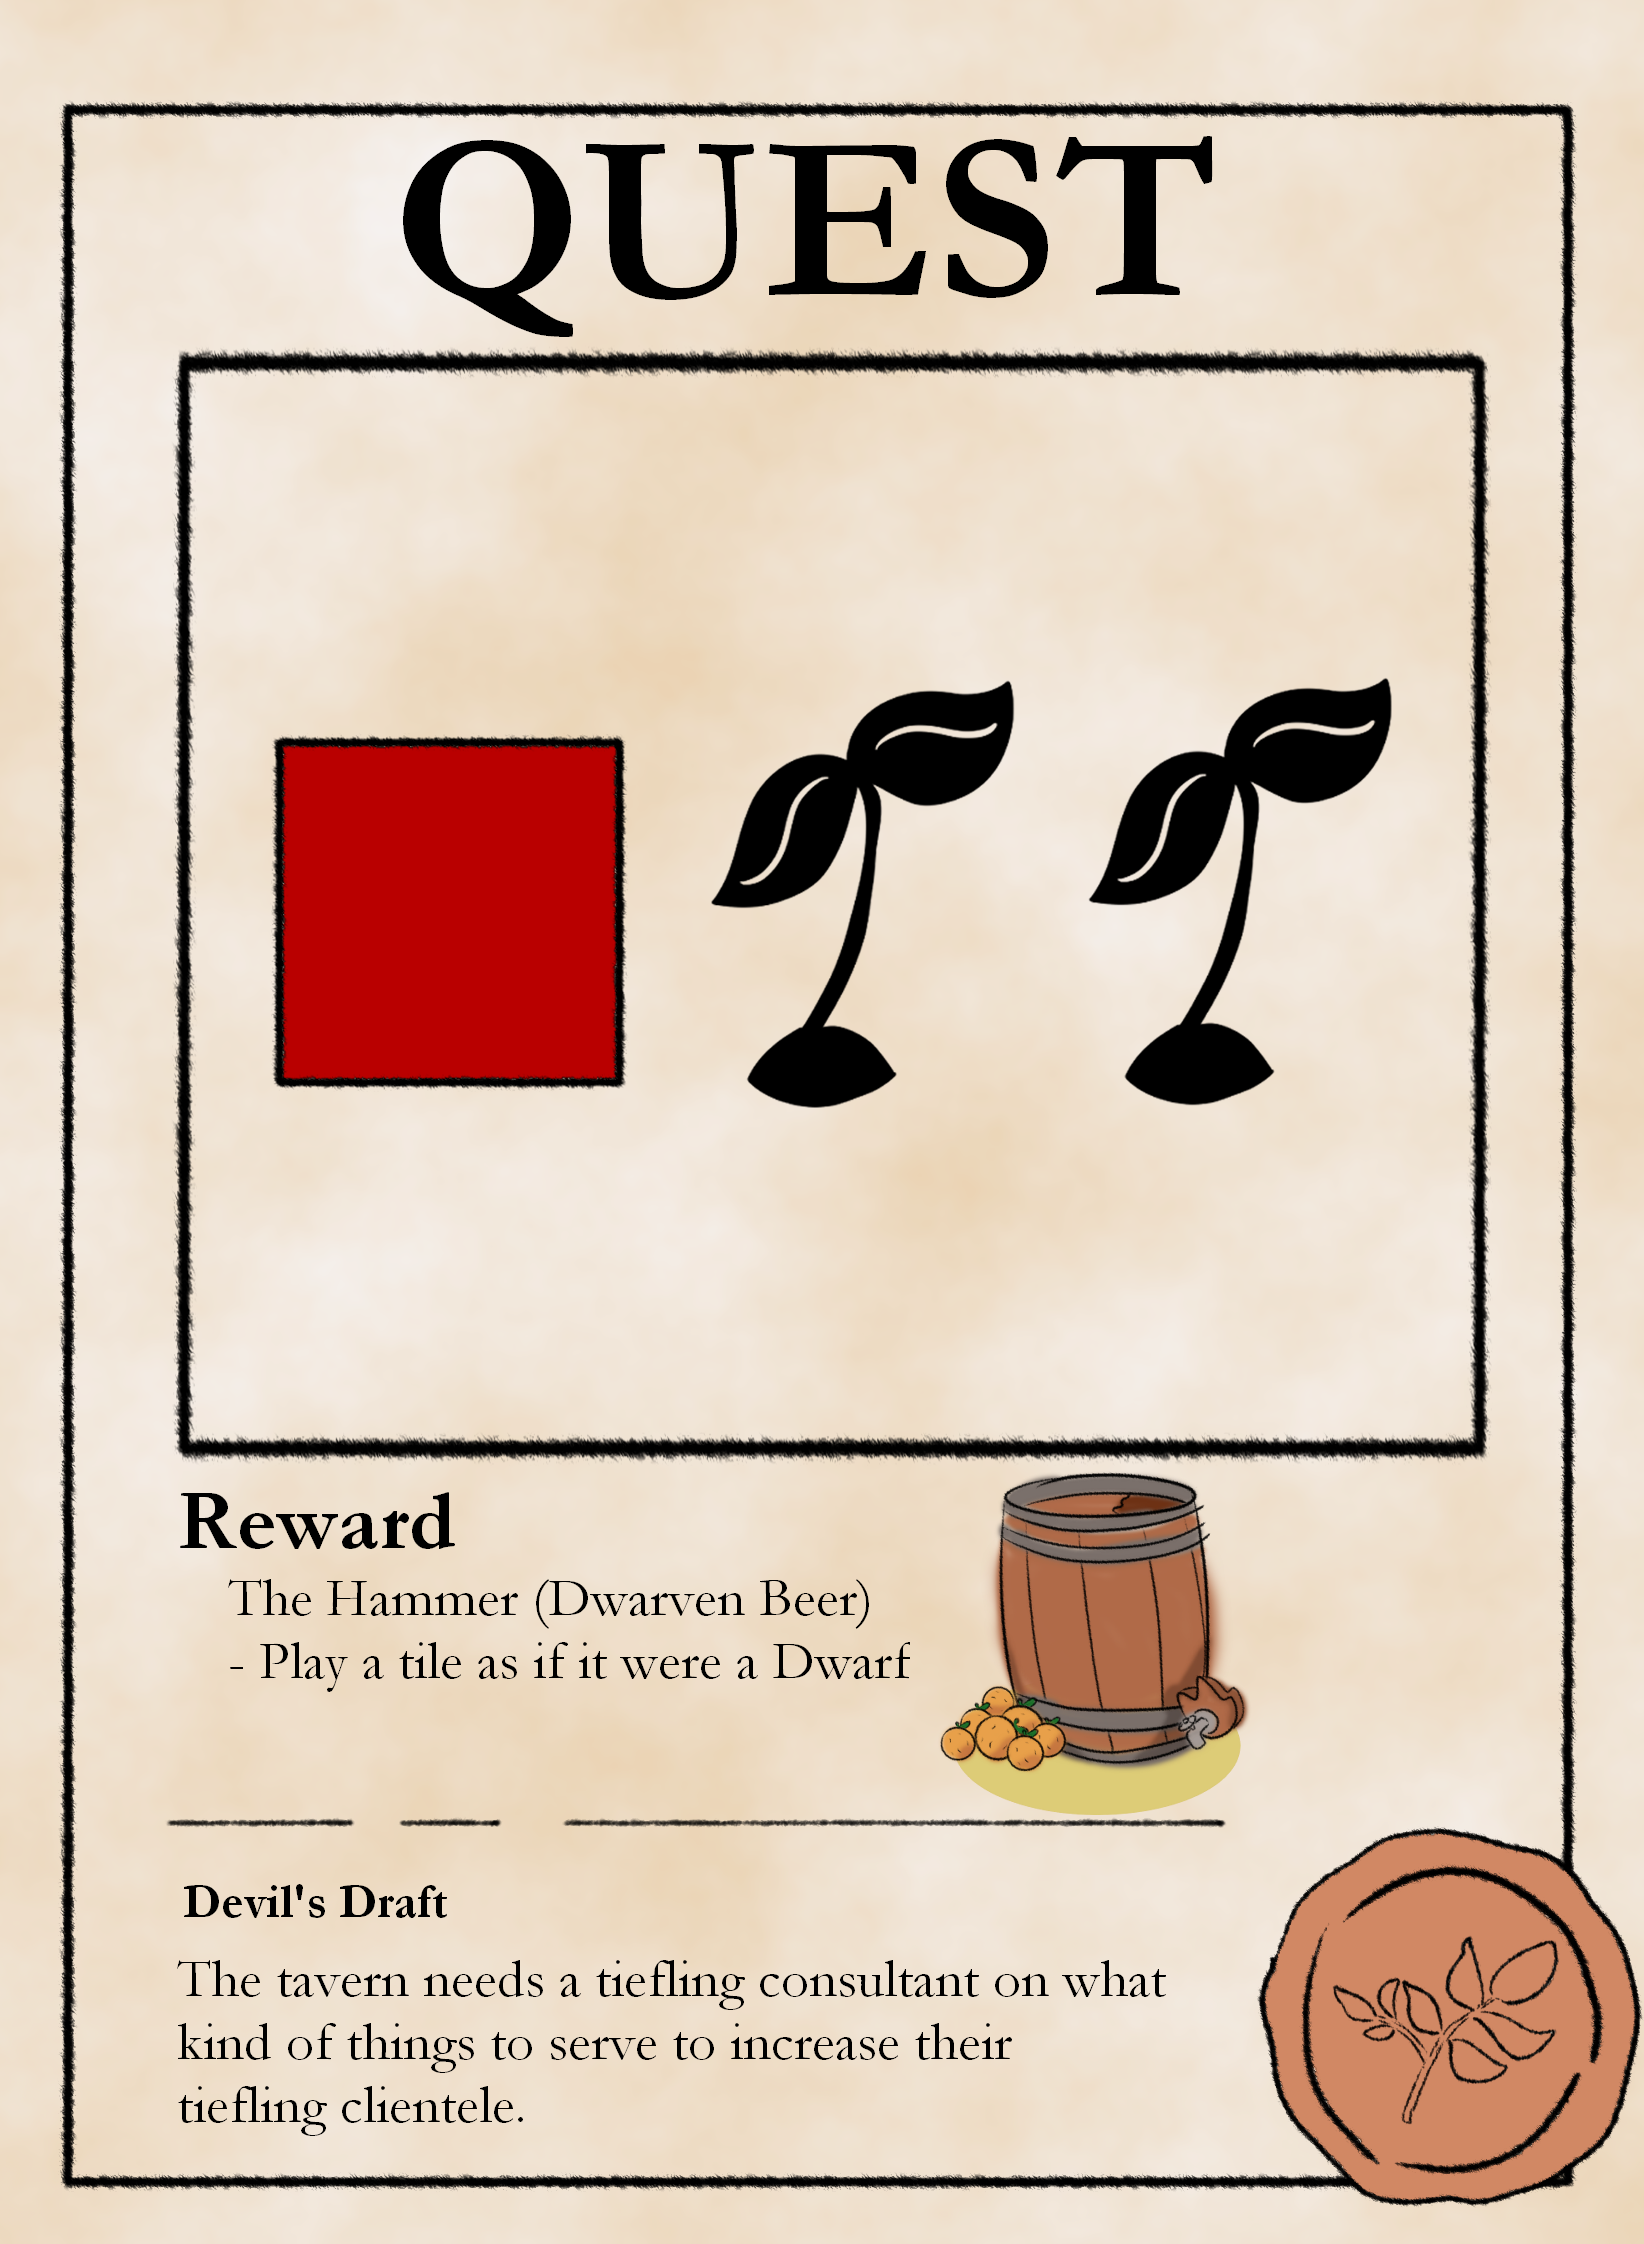 QUEST
Reward
The Hammer (Dwarven Beer)
- Play a tile as if it were a Dwarf
Devil's Draft
The tavern needs a tiefling consultant on what
kind of things to serve to increase their
tiefling clientele.